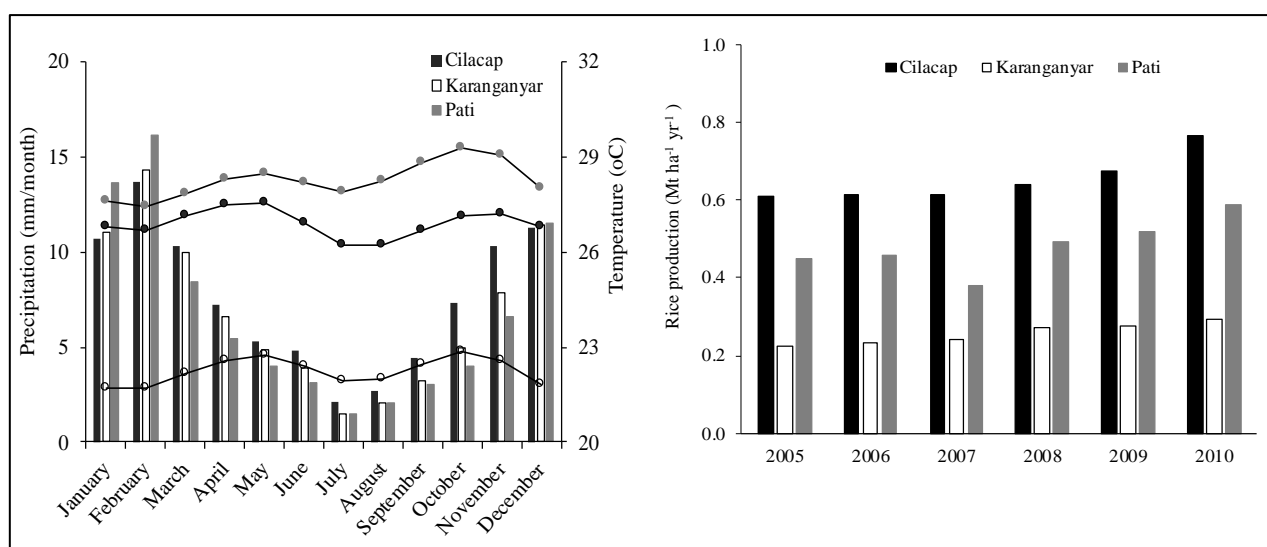 20
15
10
5
0
Precipitation (mm/month)
Cilacap
Karanganyar
Pati
32
29
26
23
20
Temperature (oC)
January
February
March
April
May
June
July
August
September
October
November
December
1.0
0.8
0.6
0.4
0.2
0.0
Rice production (Mt ha⁻¹ yr⁻¹)
Cilacap Karanganyar Pati
2005 2006 2007 2008 2009 2010